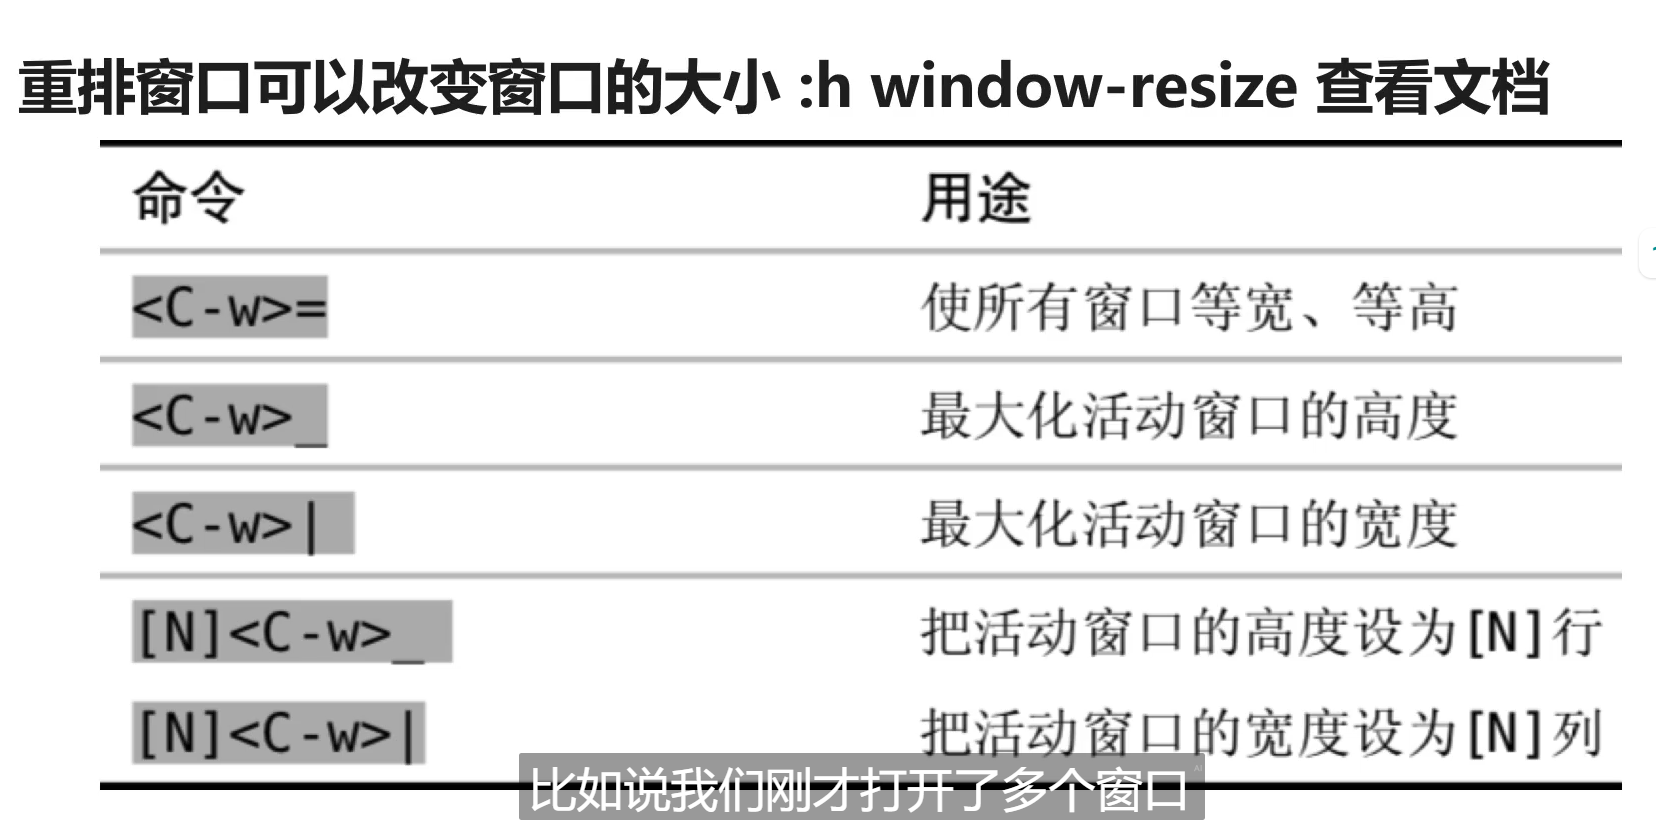 重排窗口可以改变窗口的大小 :h window-resize 查看文档
命令 用途
<C-w>= 使所有窗口等宽、等高
<C-w>_ 最大化活动窗口的高度
<C-w>| 最大化活动窗口的宽度
[N]<C-w>_ 把活动窗口的高度设为[N]行
[N]<C-w>| 把活动窗口的宽度设为[N]列
比如说我们刚才打开了多个窗口 AI